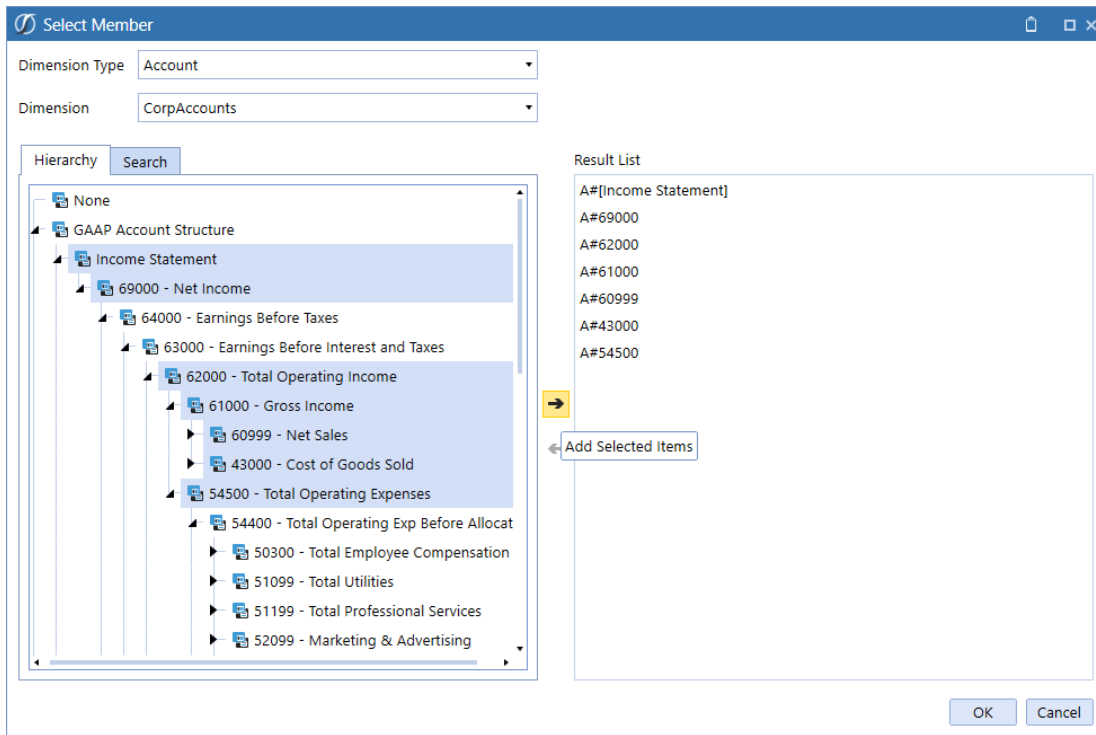 Select Member
Dimension Type Account
Dimension CorpAccounts
Hierarchy Search
None
GAAP Account Structure
Income Statement
69000 - Net Income
64000 - Earnings Before Taxes
63000 - Earnings Before Interest and Taxes
62000 - Total Operating Income
61000 - Gross Income
60999 - Net Sales
43000 - Cost of Goods Sold
54500 - Total Operating Expenses
54400 - Total Operating Exp Before Allocat
50300 - Total Employee Compensation
51099 - Total Utilities
51199 - Total Professional Services
52099 - Marketing & Advertising
Add Selected Items
Result List
A#[Income Statement]
A#69000
A#62000
A#61000
A#60999
A#43000
A#54500
OK Cancel